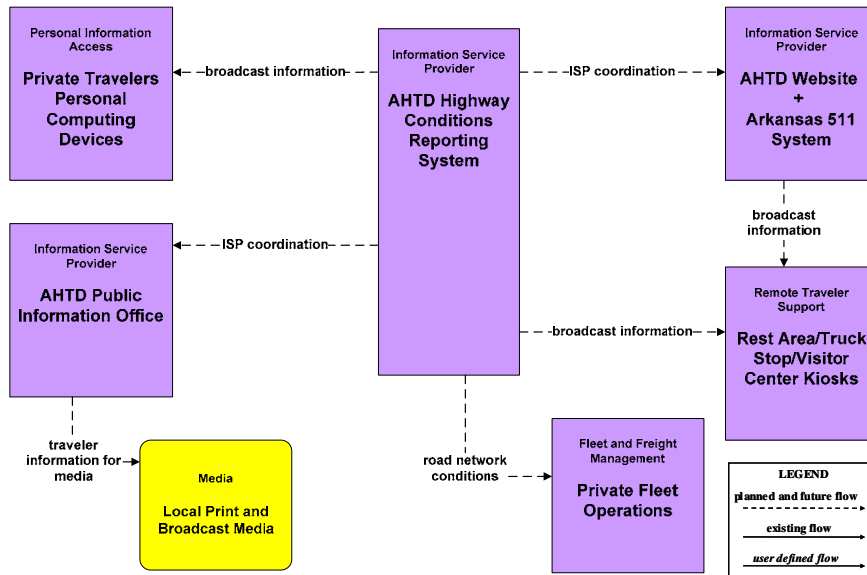 Personal Information
Access
Private Travelers
Personal
Computing
Devices
broadcast information
Information Service
Provider
AHTD Highway
Conditions
Reporting
System
ISP coordination
Information Service
Provider
AHTD Website
+
Arkansas 511
System
broadcast
information
Information Service
Provider
AHTD Public
Information Office
ISP coordination
Remote Traveler
Support
Rest Area/Truck
Stop/Visitor
Center Kiosks
broadcast information
traveler
information for
media
Media
Local Print and
Broadcast Media
road network
conditions
Fleet and Freight
Management
Private Fleet
Operations
LEGEND
planned and future flow
existing flow
user defined flow